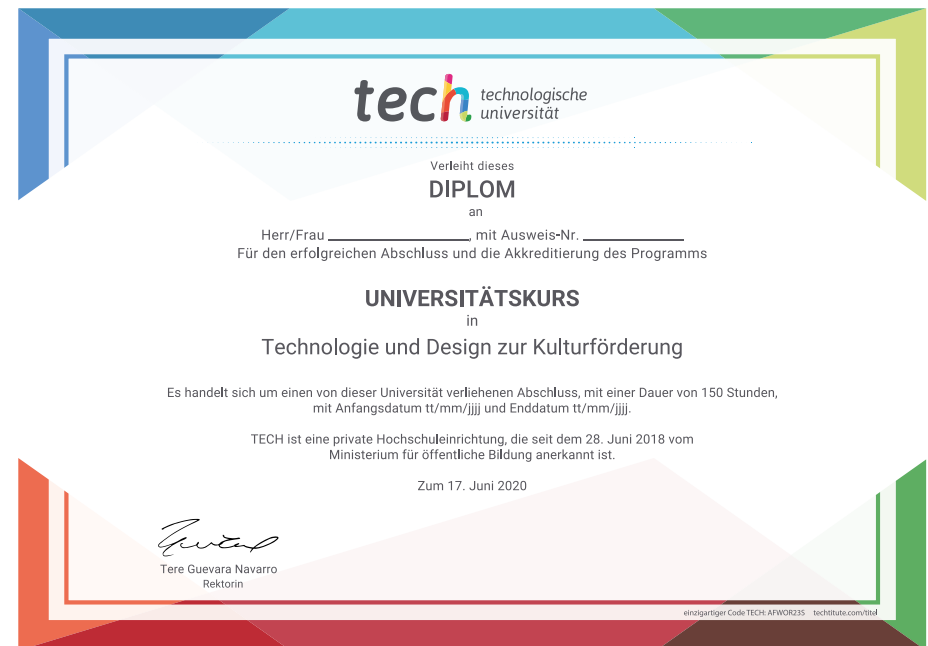 tech technologische
universität
Verleiht dieses
DIPLOM
an
Herr/Frau ____________________, mit Ausweis-Nr. ______________
Für den erfolgreichen Abschluss und die Akkreditierung des Programms
UNIVERSITÄTSKURS
in
Technologie und Design zur Kulturförderung
Es handelt sich um einen von dieser Universität verliehenen Abschluss, mit einer Dauer von 150 Stunden,
mit Anfangsdatum tt/mm/jjjj und Enddatum tt/mm/jjjj.
TECH ist eine private Hochschuleinrichtung, die seit dem 28. Juni 2018 vom
Ministerium für öffentliche Bildung anerkannt ist.
Zum 17. Juni 2020
Tere Guevara Navarro
Rektorin
einzigartiger Code TECH: AFWOR23S techtitute.com/titel